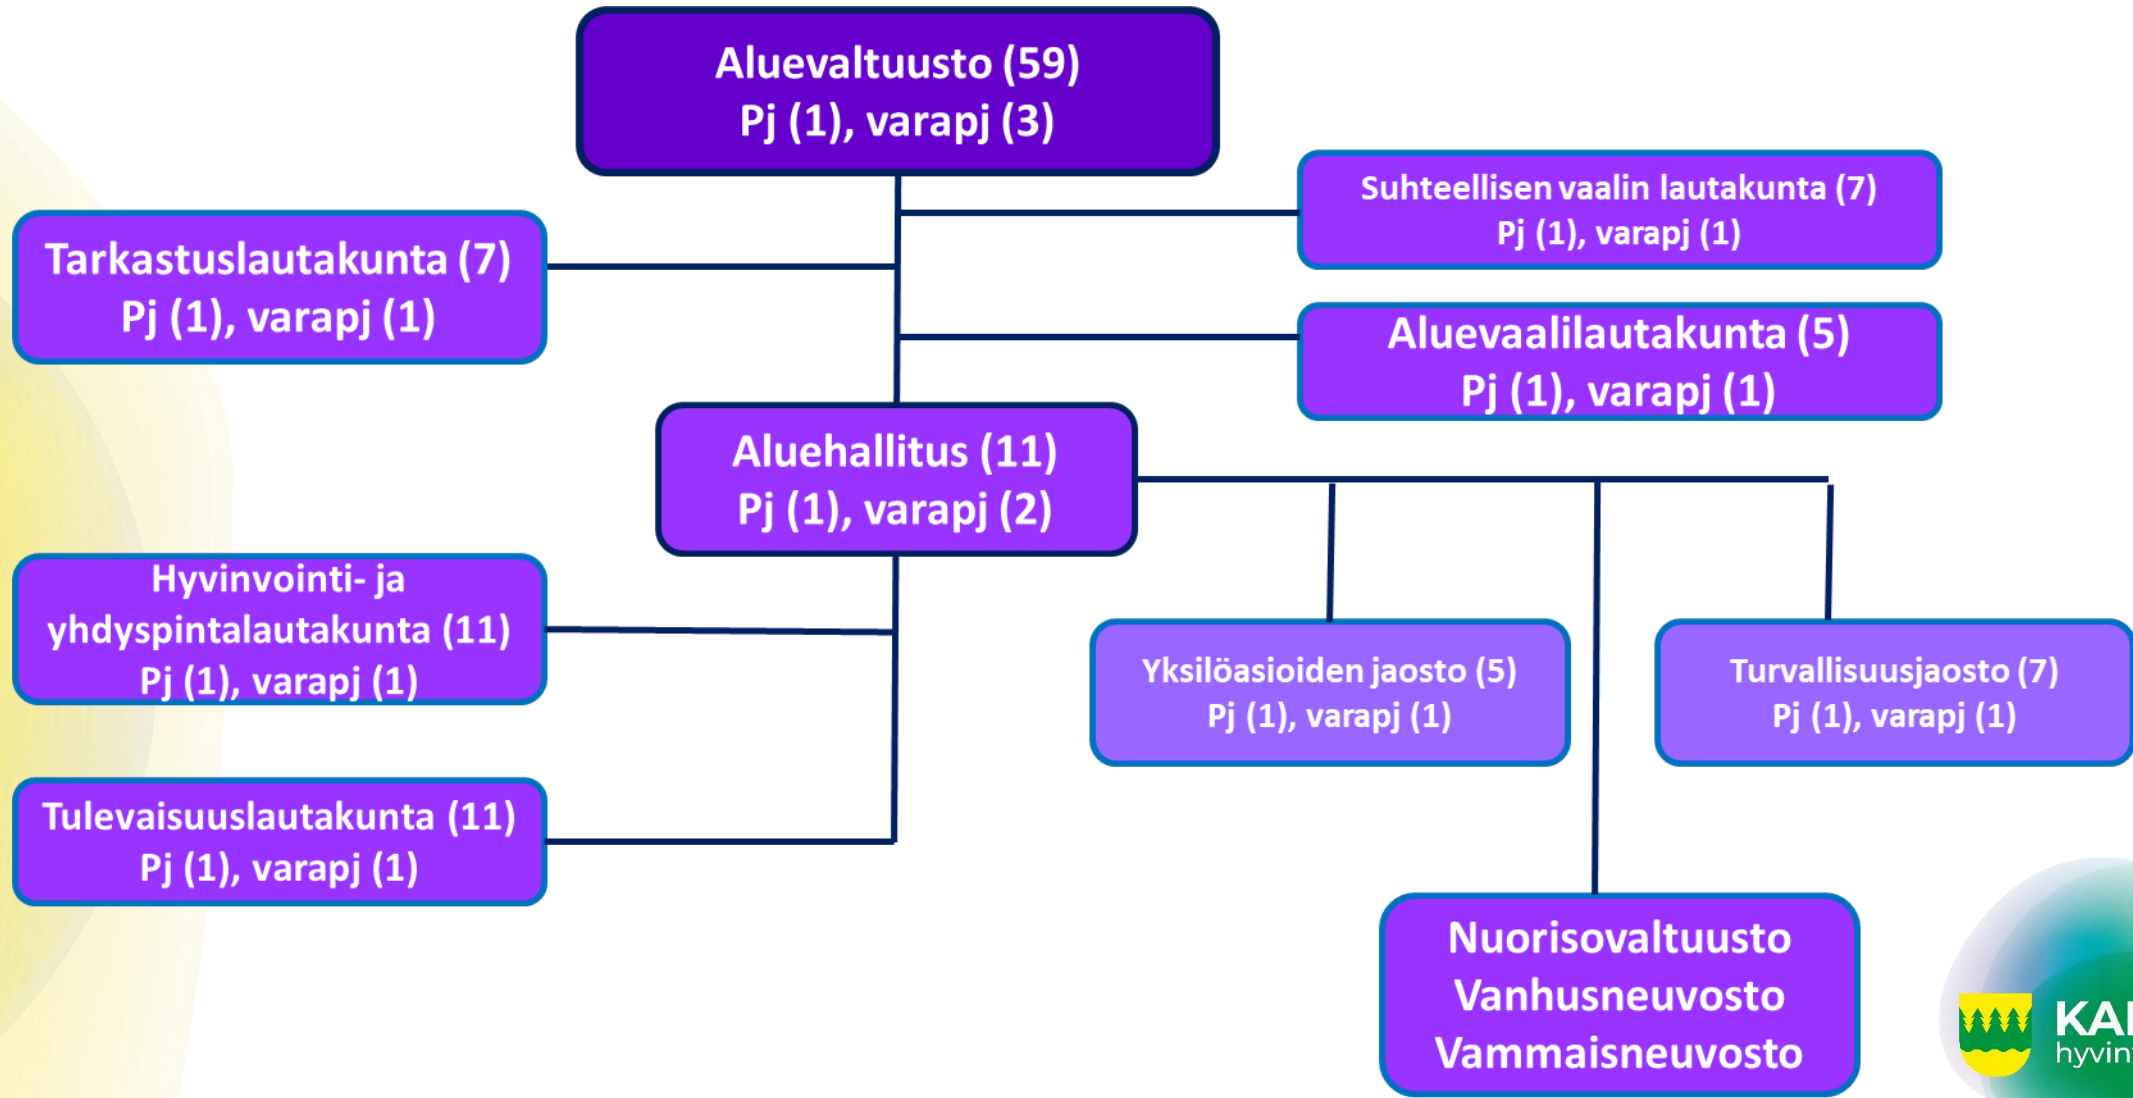 Aluevaltuusto (59)
Pj (1), varapj (3)
Suhteellisen vaalin lautakunta (7)
Pj (1), varapj (1)
Tarkastuslautakunta (7)
Pj (1), varapj (1)
Aluevaalilautakunta (5)
Pj (1), varapj (1)
Aluehallitus (11)
Pj (1), varapj (2)
Hyvinvointi- ja
yhdyspintalautakunta (11)
Pj (1), varapj (1)
Yksilöasioiden jaosto (5)
Pj (1), varapj (1)
Turvallisuusjaosto (7)
Pj (1), varapj (1)
Tulevaisuuslautakunta (11)
Pj (1), varapj (1)
Nuorisovaltuusto
Vanhusneuvosto
Vammaisneuvosto